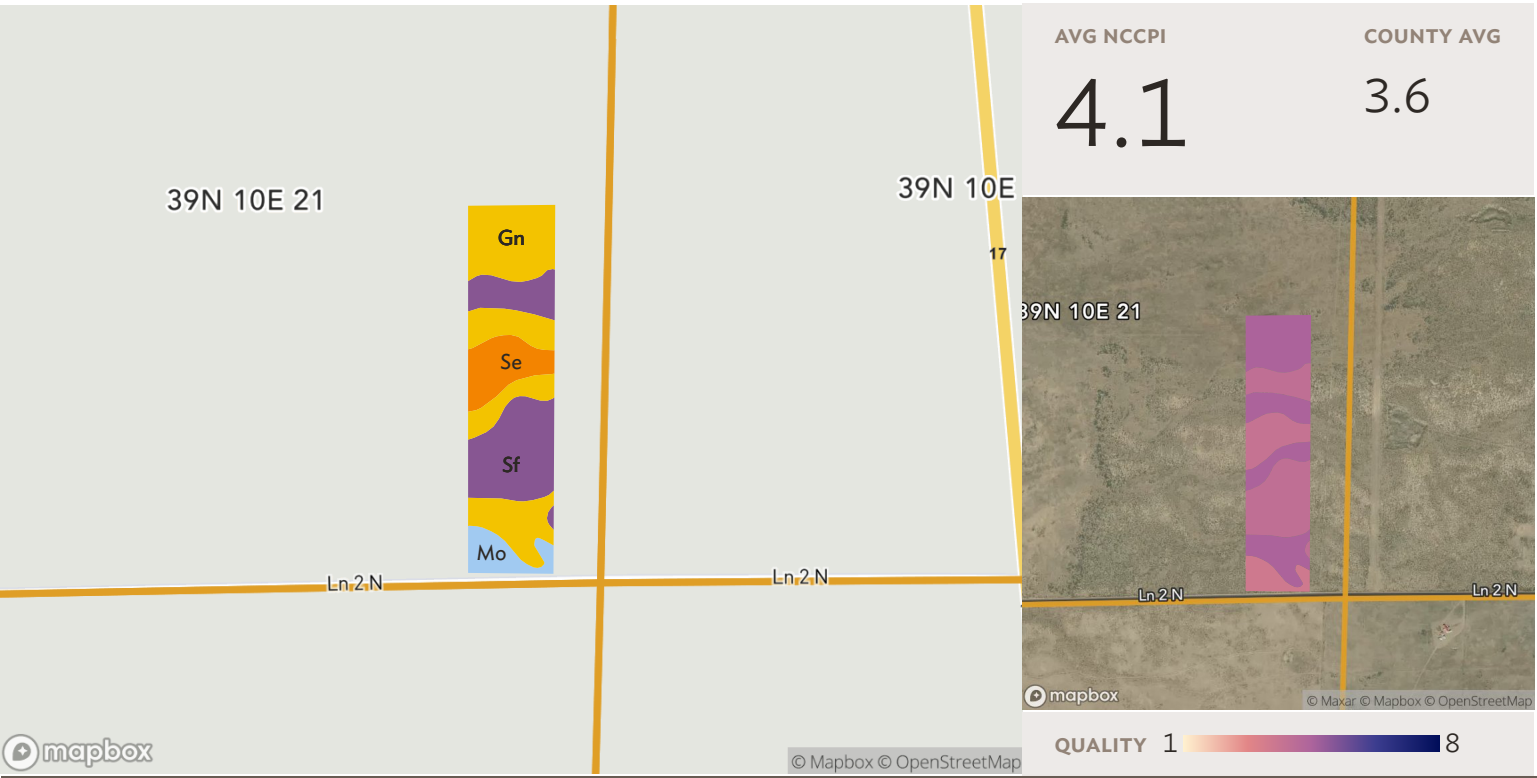 39N 10E 21
39N 10E
17
Gn
Se
Sf
Mo
Ln 2 N
Ln 2 N
mapbox
© Mapbox © OpenStreetMap
AVG NCCPI
COUNTY AVG
4.1
3.6
39N 10E 21
Ln 2 N
Ln 2 N
mapbox
© Maxar © Mapbox © OpenStreetMap
QUALITY 1 8